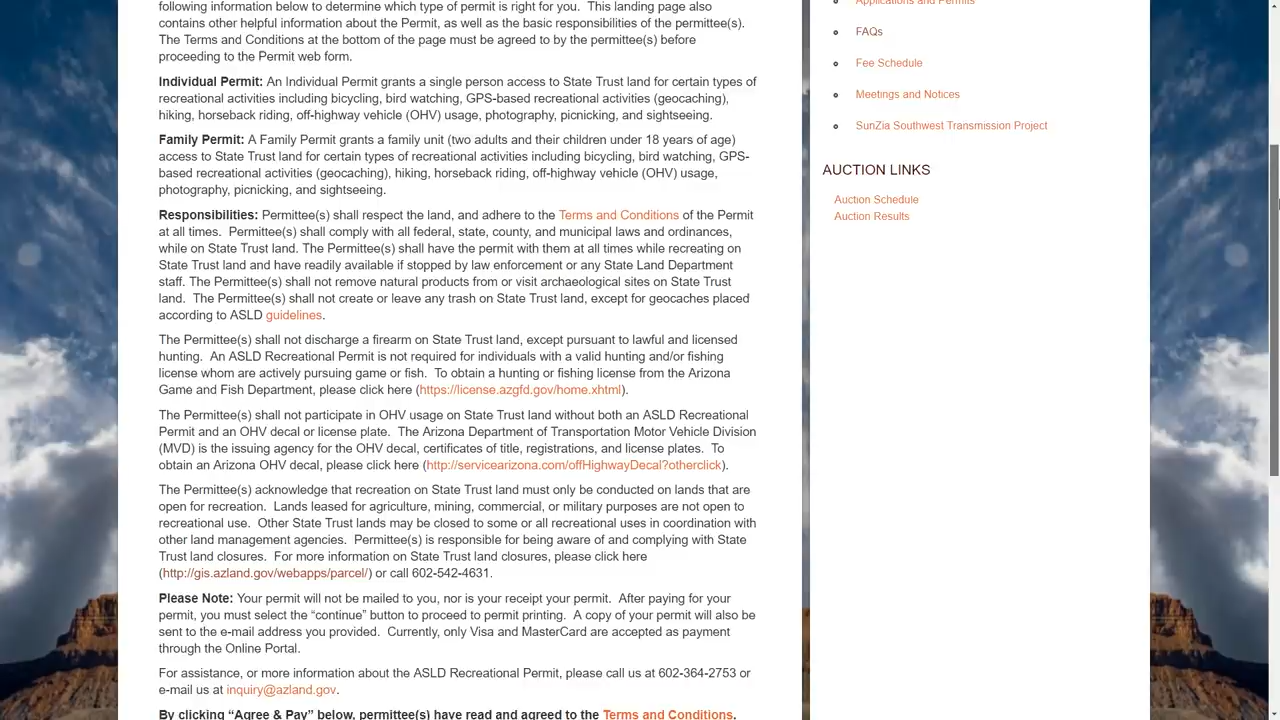 following information below to determine which type of permit is right for you. This landing page also
contains other helpful information about the Permit, as well as the basic responsibilities of the permittee(s).
The Terms and Conditions at the bottom of the page must be agreed to by the permittee(s) before
proceeding to the Permit web form.
Individual Permit: An Individual Permit grants a single person access to State Trust land for certain types of
recreational activities including bicycling, bird watching, GPS-based recreational activities (geocaching),
hiking, horseback riding, off-highway vehicle (OHV) usage, photography, picnicking, and sightseeing.
Family Permit: A Family Permit grants a family unit (two adults and their children under 18 years of age)
access to State Trust land for certain types of recreational activities including bicycling, bird watching, GPS-
based recreational activities (geocaching), hiking, horseback riding, off-highway vehicle (OHV) usage,
photography, picnicking, and sightseeing.
Responsibilities: Permittee(s) shall respect the land, and adhere to the Terms and Conditions of the Permit
at all times. Permittee(s) shall comply with all federal, state, county, and municipal laws and ordinances,
while on State Trust land. The Permittee(s) shall have the permit with them at all times while recreating on
State Trust land and have readily available if stopped by law enforcement or any State Land Department
staff. The Permittee(s) shall not remove natural products from or visit archaeological sites on State Trust
land. The Permittee(s) shall not create or leave any trash on State Trust land, except for geocaches placed
according to ASLD guidelines.
The Permittee(s) shall not discharge a firearm on State Trust land, except pursuant to lawful and licensed
hunting. An ASLD Recreational Permit is not required for individuals with a valid hunting and/or fishing
license whom are actively pursuing game or fish. To obtain a hunting or fishing license from the Arizona
Game and Fish Department, please click here (https://license.azgfd.gov/home.xhtml).
The Permittee(s) shall not participate in OHV usage on State Trust land without both an ASLD Recreational
Permit and an OHV decal or license plate. The Arizona Department of Transportation Motor Vehicle Division
(MVD) is the issuing agency for the OHV decal, certificates of title, registrations, and license plates. To
obtain an Arizona OHV decal, please click here (http://servicearizona.com/offHighwayDecal?otherclick).
The Permittee(s) acknowledge that recreation on State Trust land must only be conducted on lands that are
open for recreation. Lands leased for agriculture, mining, commercial, or military purposes are not open to
recreational use. Other State Trust lands may be closed to some or all recreational uses in coordination with
other land management agencies. Permittee(s) is responsible for being aware of and complying with State
Trust land closures. For more information on State Trust land closures, please click here
(http://gis.azland.gov/webapps/parcel/) or call 602-542-4631.
Please Note: Your permit will not be mailed to you, nor is your receipt your permit. After paying for your
permit, you must select the “continue” button to proceed to permit printing. A copy of your permit will also be
sent to the e-mail address you provided. Currently, only Visa and MasterCard are accepted as payment
through the Online Portal.
For assistance, or more information about the ASLD Recreational Permit, please call us at 602-364-2753 or
e-mail us at inquiry@azland.gov.
By clicking “Agree & Pay” below, permittee(s) have read and agreed to the Terms and Conditions.
Applications and Permits
FAQs
Fee Schedule
Meetings and Notices
SunZia Southwest Transmission Project
AUCTION LINKS
Auction Schedule
Auction Results